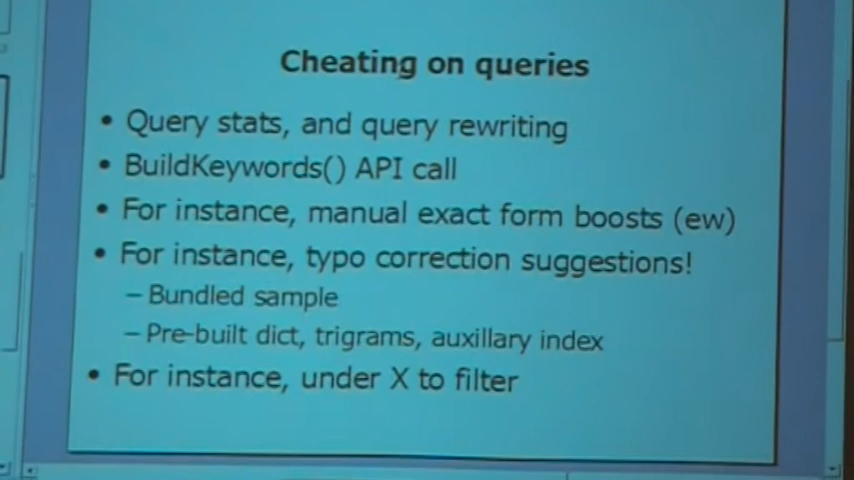 Cheating on queries
• Query stats, and query rewriting
• BuildKeywords() API call
• For instance, manual exact form boosts (ew)
• For instance, typo correction suggestions!
– Bundled sample
– Pre-built dict, trigrams, auxillary index
• For instance, under X to filter